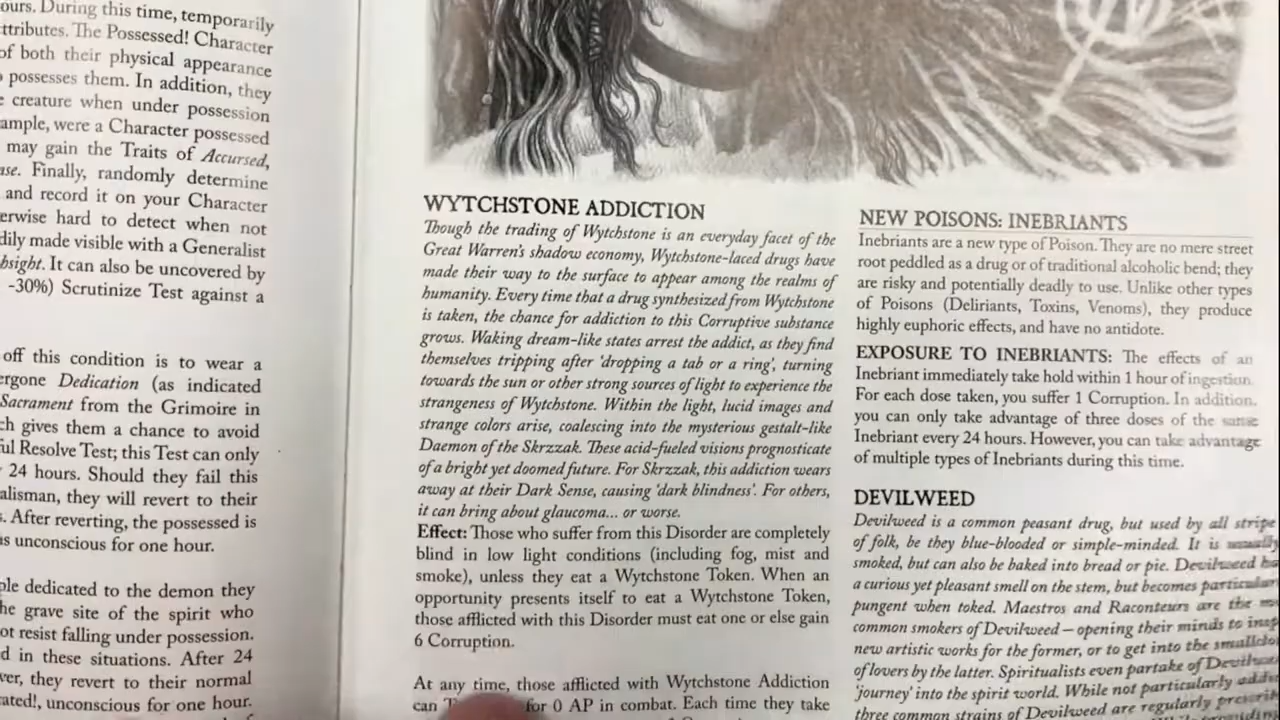 ours. During this time, temporarily
ttributes. The Possessed! Character
of both their physical appearance
possesses them. In addition, they
creature when under possession
ample, were a Character possessed
may gain the Traits of Accursed,
ase. Finally, randomly determine
and record it on your Character
erwise hard to detect when not
dily made visible with a Generalist
bsight. It can also be uncovered by
-30%) Scrutinize Test against a
off this condition is to wear a
ergone Dedication (as indicated
Sacrament from the Grimoire in
ch gives them a chance to avoid
ful Resolve Test; this Test can only
24 hours. Should they fail this
alisman, they will revert to their
s. After reverting, the possessed is
is unconscious for one hour.
ple dedicated to the demon they
he grave site of the spirit who
ot resist falling under possession.
d in these situations. After 24
ver, they revert to their normal
rated!, unconscious for one hour.
WYTCHSTONE ADDICTION
Though the trading of Wytchstone is an everyday facet of the
Great Warren's shadow economy, Wytchstone-laced drugs have
made their way to the surface to appear among the realms of
humanity. Every time that a drug synthesized from Wytchstone
is taken, the chance for addiction to this Corruptive substance
grows. Waking dream-like states arrest the addict, as they find
themselves tripping after 'dropping a tab or a ring', turning
towards the sun or other strong sources of light to experience the
strangeness of Wytchstone. Within the light, lucid images and
strange colors arise, coalescing into the mysterious gestalt-like
Daemon of the Skrzzak. These acid-fueled visions prognosticate
of a bright yet doomed future. For Skrzzak, this addiction wears
away at their Dark Sense, causing 'dark blindness'. For others,
it can bring about glaucoma... or worse.
Effect: Those who suffer from this Disorder are completely
blind in low light conditions (including fog, mist and
smoke), unless they eat a Wytchstone Token. When an
opportunity presents itself to eat a Wytchstone Token,
those afflicted with this Disorder must eat one or else gain
6 Corruption.
At any time, those afflicted with Wytchstone Addiction
can for 0 AP in combat. Each time they take
NEW POISONS: INEBRIANTS
Inebriants are a new type of Poison. They are no mere street
root peddled as a drug or of traditional alcoholic bend; they
are risky and potentially deadly to use. Unlike other types
of Poisons (Deliriants, Toxins, Venoms), they produce
highly euphoric effects, and have no antidote.
EXPOSURE TO INEBRIANTS: The effects of an
Inebriant immediately take hold within 1 hour of ingestion.
For each dose taken, you suffer 1 Corruption. In addition,
you can only take advantage of three doses of the same
Inebriant every 24 hours. However, you can take advantage
of multiple types of Inebriants during this time.
DEVILWEED
Devilweed is a common peasant drug, but used by all stripe
of folk, be they blue-blooded or simple-minded. It is usually
smoked, but can also be baked into bread or pie. Devilweed ha
a curious yet pleasant smell on the stem, but becomes particular
pungent when toked. Maestros and Raconteurs are the mo
common smokers of Devilweed — opening their minds to insp
new artistic works for the former, or to get into the smallclo
of lovers by the latter. Spiritualists even partake of Devilwe
'journey' into the spirit world. While not particularly addi
three common strains of Devilweed are regularly prescrib